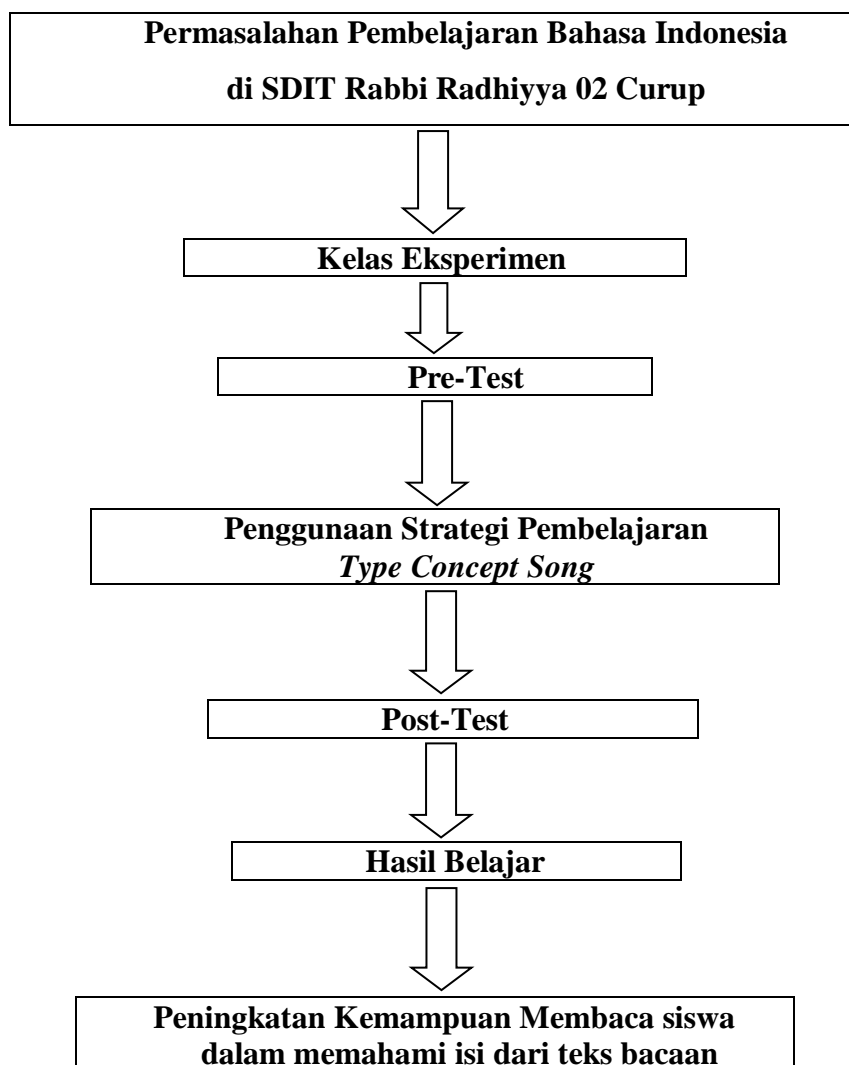 Permasalahan Pembelajaran Bahasa Indonesia
di SDIT Rabbi Radhiyya 02 Curup
Kelas Eksperimen
Pre-Test
Penggunaan Strategi Pembelajaran
Type Concept Song
Post-Test
Hasil Belajar
Peningkatan Kemampuan Membaca siswa
dalam memahami isi dari teks bacaan